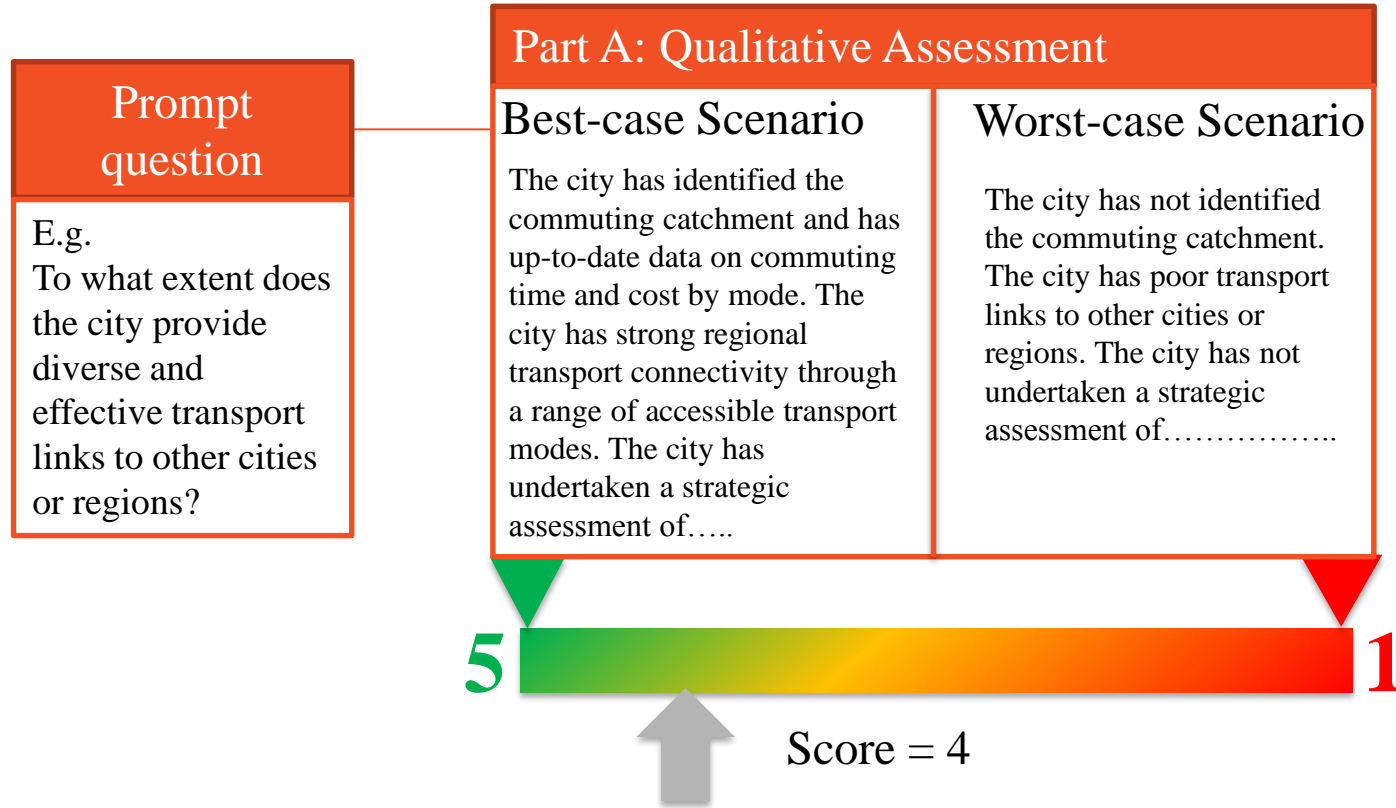 Prompt
question
E.g.
To what extent does
the city provide
diverse and
effective transport
links to other cities
or regions?
Part A: Qualitative Assessment
Best-case Scenario
The city has identified the
commuting catchment and has
up-to-date data on commuting
time and cost by mode. The
city has strong regional
transport connectivity through
a range of accessible transport
modes. The city has
undertaken a strategic
assessment of…..
Worst-case Scenario
The city has not identified
the commuting catchment.
The city has poor transport
links to other cities or
regions. The city has not
undertaken a strategic
assessment of……………..
5
1
Score = 4